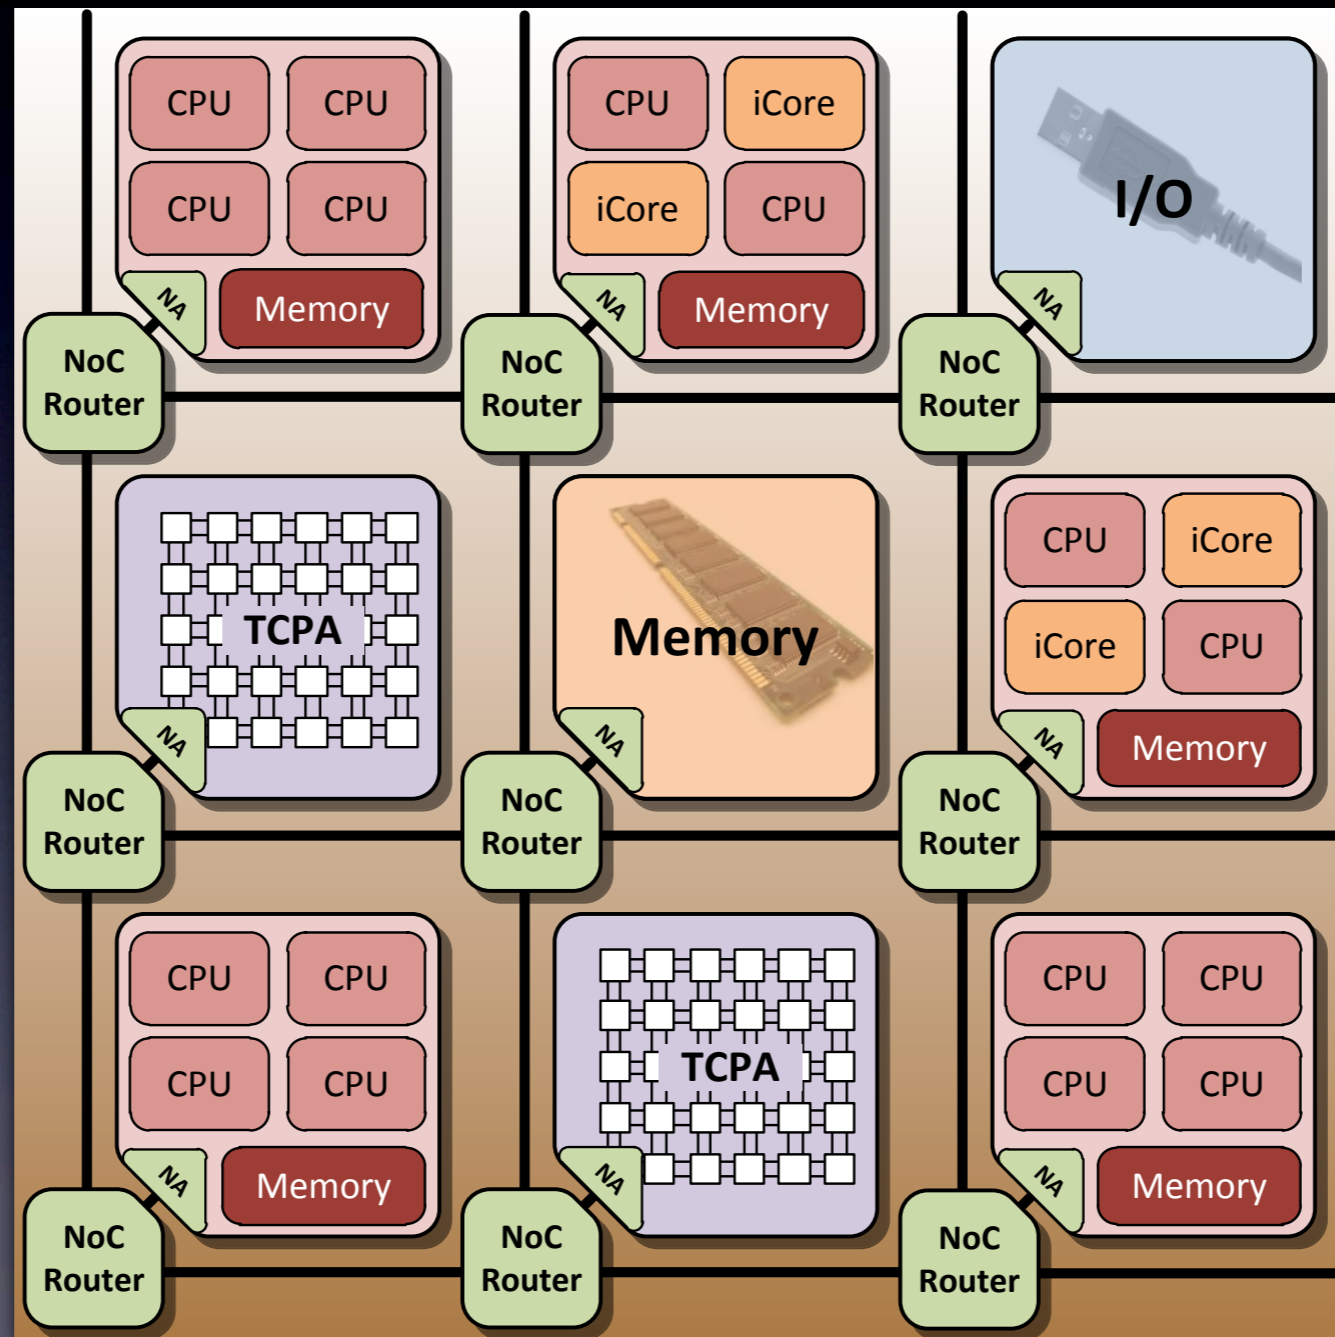 CPU CPU
CPU CPU
NA Memory
NoC
Router
CPU iCore
iCore CPU
NA Memory
NoC
Router
I/O
NA
NoC
Router
TCPA
NA
NoC
Router
Memory
NA
NoC
Router
CPU iCore
iCore CPU
NA Memory
NoC
Router
CPU CPU
CPU CPU
NA Memory
NoC
Router
TCPA
NA
NoC
Router
CPU CPU
CPU CPU
NA Memory
NoC
Router